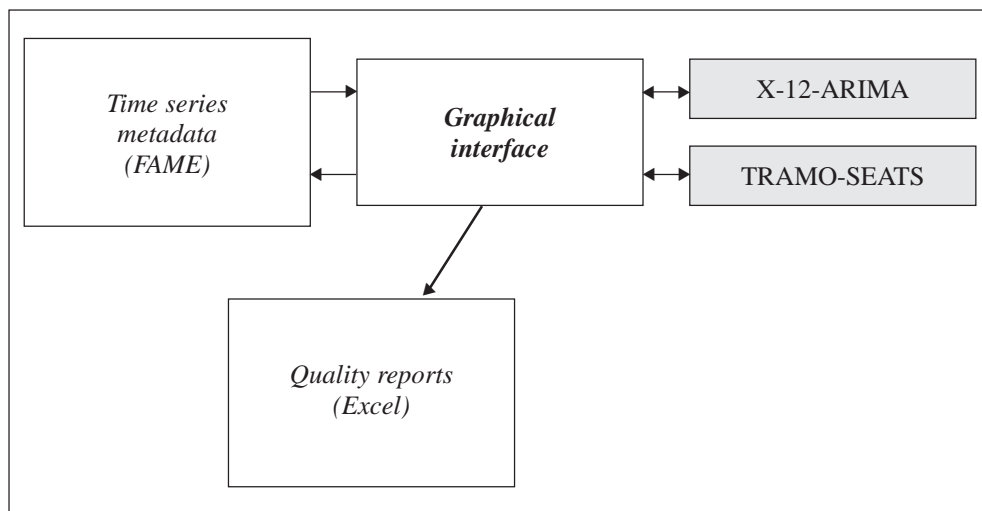 Time series
metadata
(FAME)
Graphical
interface
X-12-ARIMA
TRAMO-SEATS
Quality reports
(Excel)